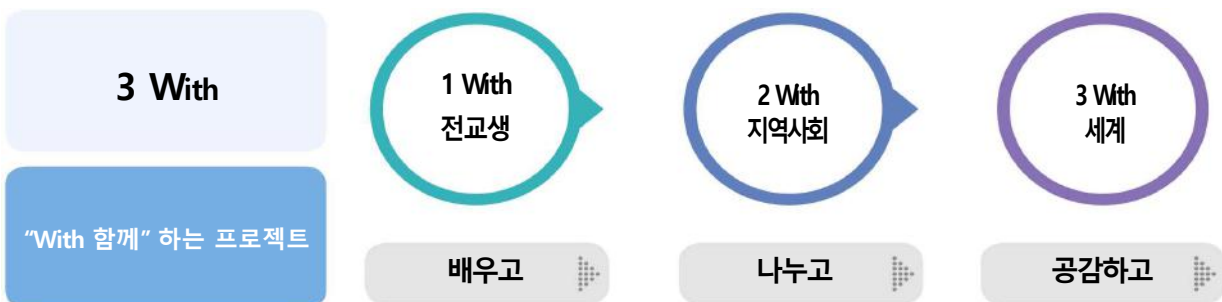 3 With
“With 함께” 하는 프로젝트
1 With
전교생
배우고
2 With
지역사회
나누고
3 With
세계
공감하고